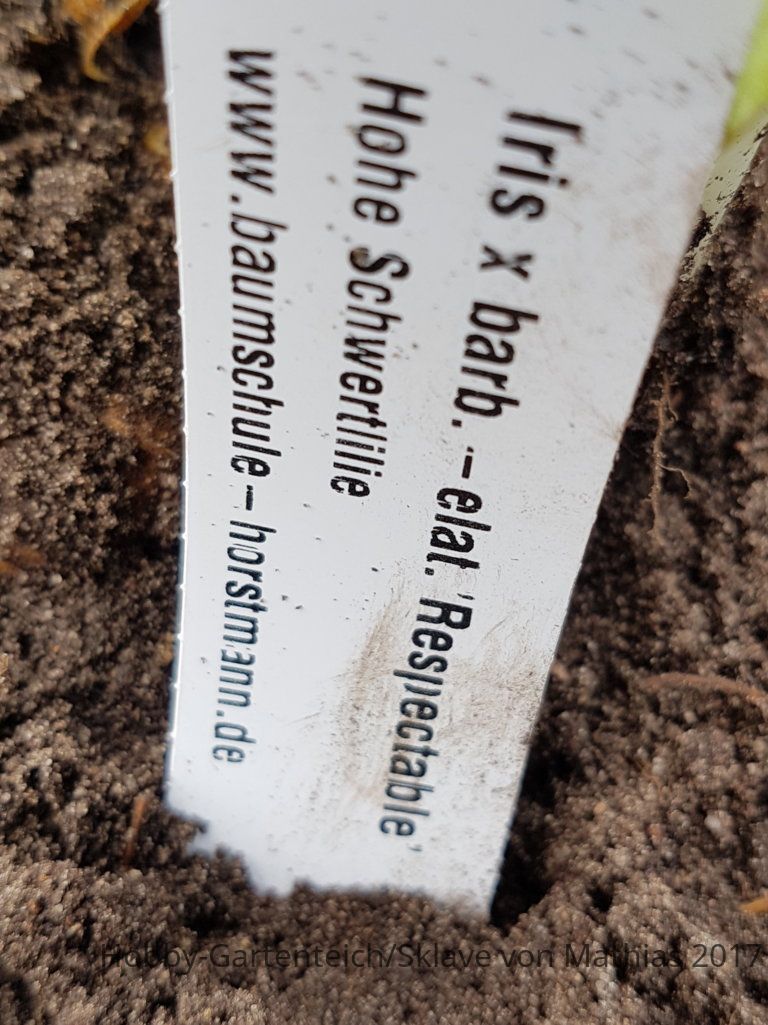 Iris x barb.-elat.'Respectable'
Hohe Schwertlilie
www.baumschule-horstmann.de
Hobby-Gartenteich/Sklave von Mathias 2017